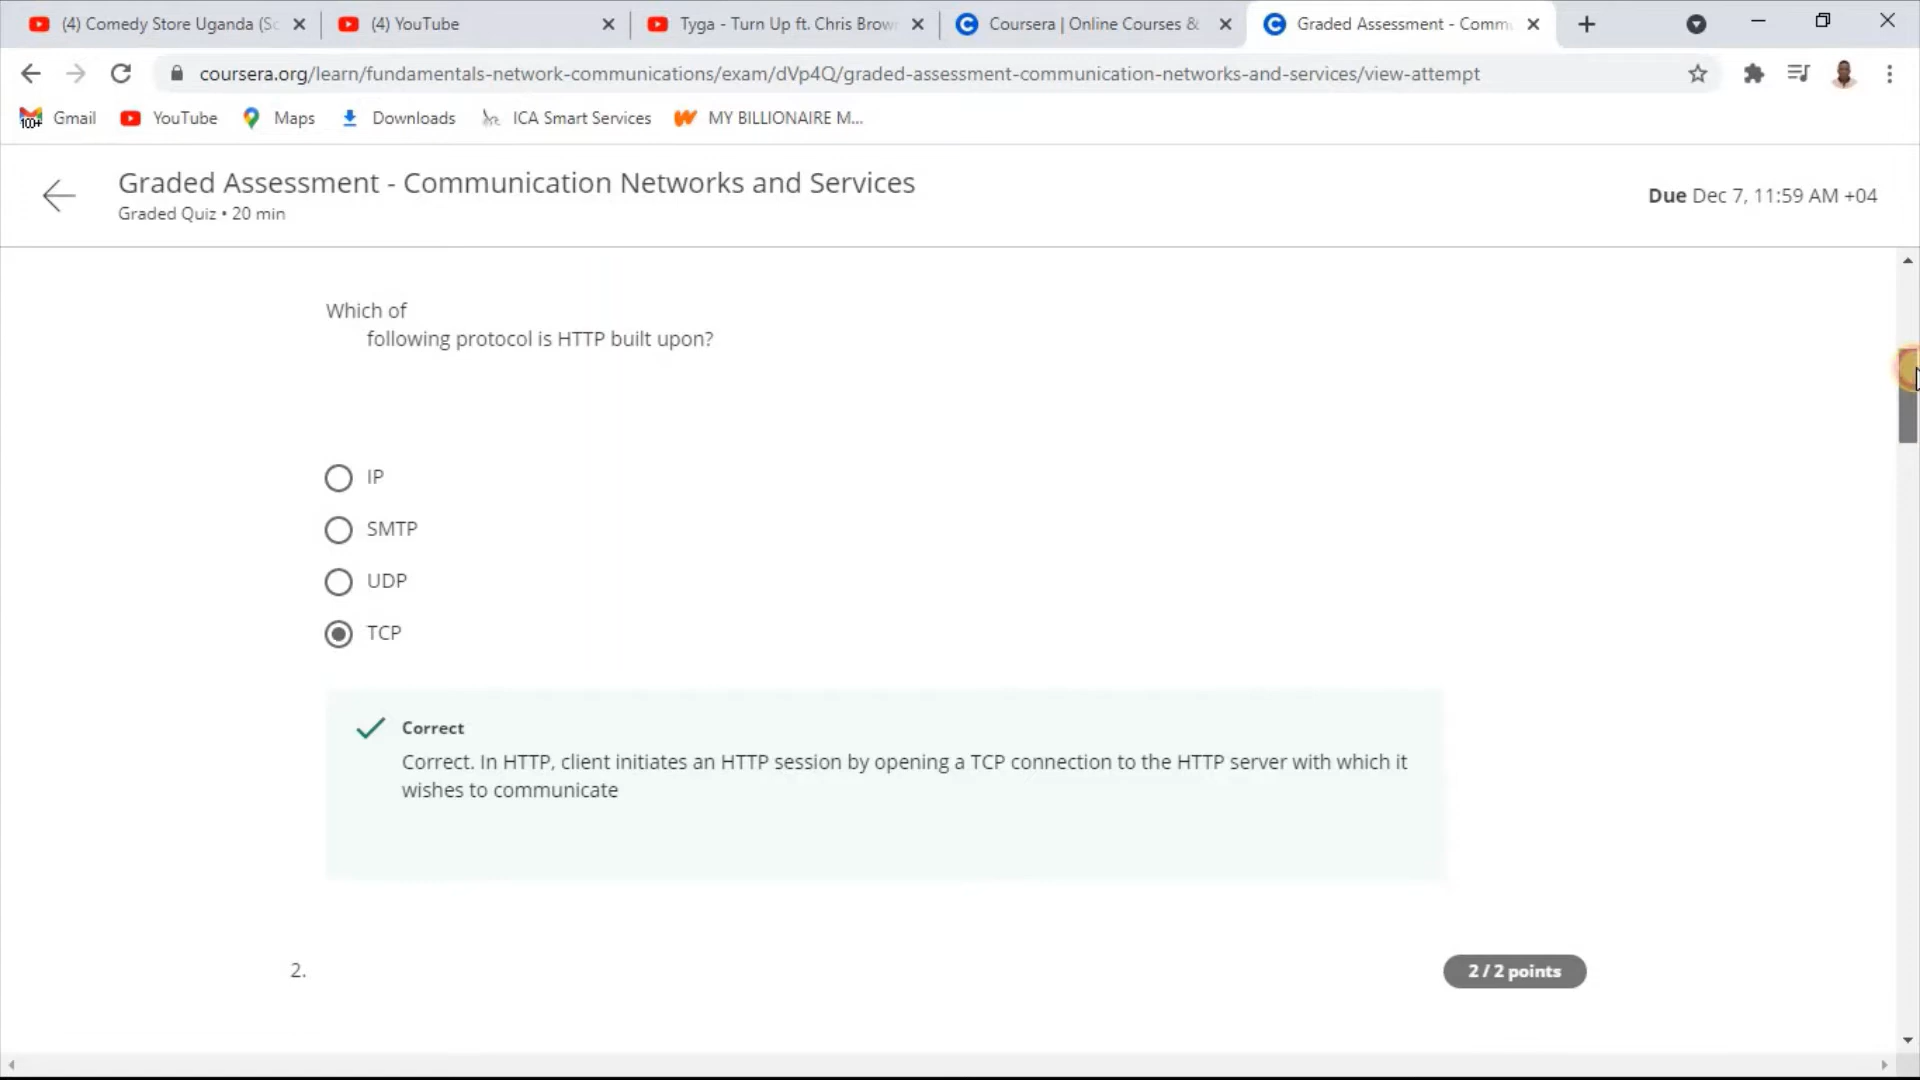 (4) Comedy Store Uganda (Sc
(4) YouTube
Tyga - Turn Up ft. Chris Brow
Coursera | Online Courses &
Graded Assessment - Comm
coursera.org/learn/fundamentals-network-communications/exam/dVp4Q/graded-assessment-communication-networks-and-services/view-attempt
100+ Gmail
YouTube
Maps
Downloads
ICA Smart Services
MY BILLIONAIRE M...
Graded Assessment - Communication Networks and Services
Graded Quiz • 20 min
Due Dec 7, 11:59 AM +04
Which of
following protocol is HTTP built upon?
IP
SMTP
UDP
TCP
Correct
Correct. In HTTP, client initiates an HTTP session by opening a TCP connection to the HTTP server with which it
wishes to communicate
2.
2 / 2 points